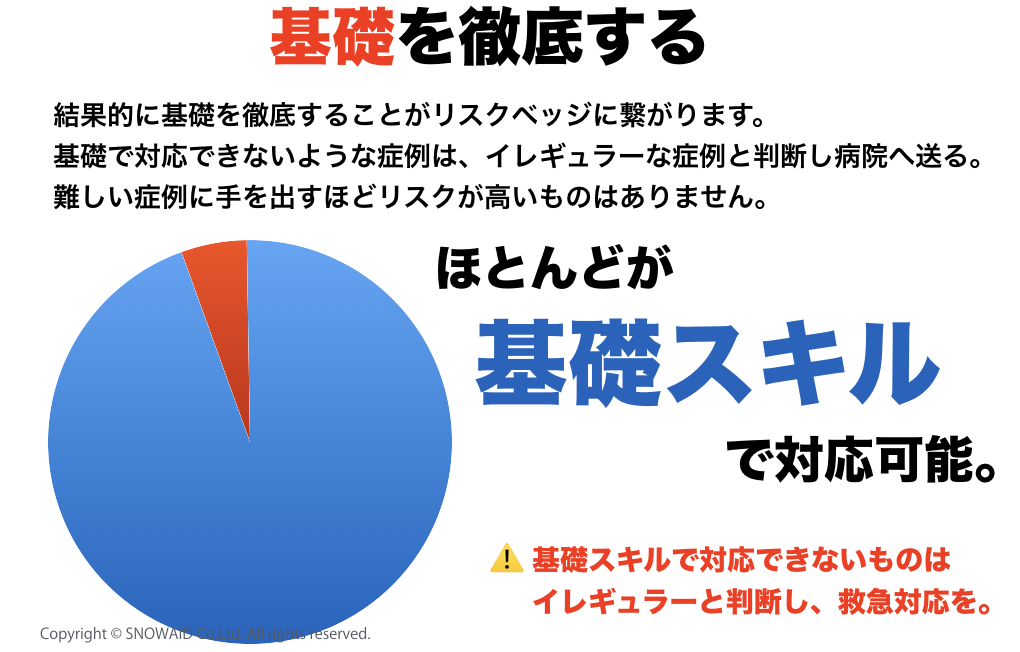 基礎を徹底する
結果的に基礎を徹底することがリスクベッジに繋がります。
基礎で対応できないような症例は、イレギュラーな症例と判断し病院へ送る。
難しい症例に手を出すほどリスクが高いものはありません。
ほとんどが
基礎スキル
で対応可能。
⚠️ 基礎スキルで対応できないものは
イレギュラーと判断し、救急対応を。
Copyright © SNOWAID Co.Ltd. All rights reserved.